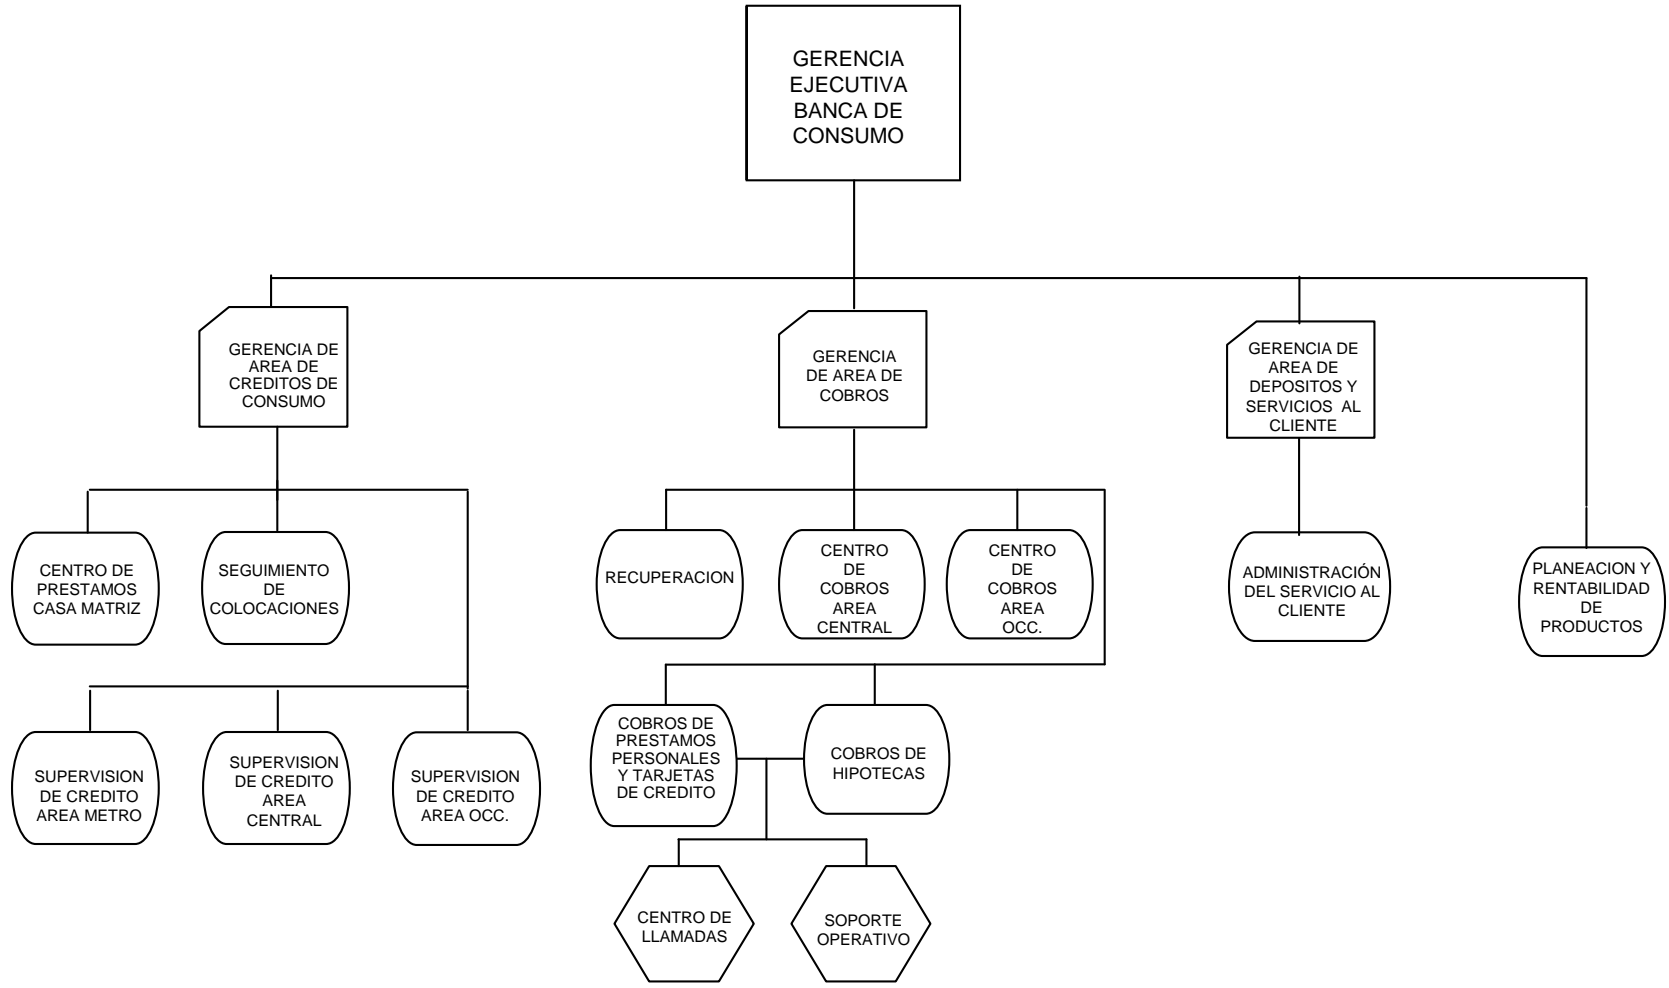 GERENCIA
EJECUTIVA
BANCA DE
CONSUMO
GERENCIA DE
AREA DE
CREDITOS DE
CONSUMO
GERENCIA
DE AREA DE
COBROS
GERENCIA DE
AREA DE
DEPOSITOS Y
SERVICIOS AL
CLIENTE
CENTRO DE
PRESTAMOS
CASA MATRIZ
SEGUIMIENTO
DE
COLOCACIONES
RECUPERACION
CENTRO
DE
COBROS
AREA
CENTRAL
CENTRO
DE
COBROS
AREA
OCC.
ADMINISTRACIÓN
DEL SERVICIO AL
CLIENTE
PLANEACION Y
RENTABILIDAD
DE
PRODUCTOS
SUPERVISION
DE CREDITO
AREA METRO
SUPERVISION
DE CREDITO
AREA
CENTRAL
SUPERVISION
DE CREDITO
AREA OCC.
COBROS DE
PRESTAMOS
PERSONALES
Y TARJETAS
DE CREDITO
COBROS DE
HIPOTECAS
CENTRO DE
LLAMADAS
SOPORTE
OPERATIVO